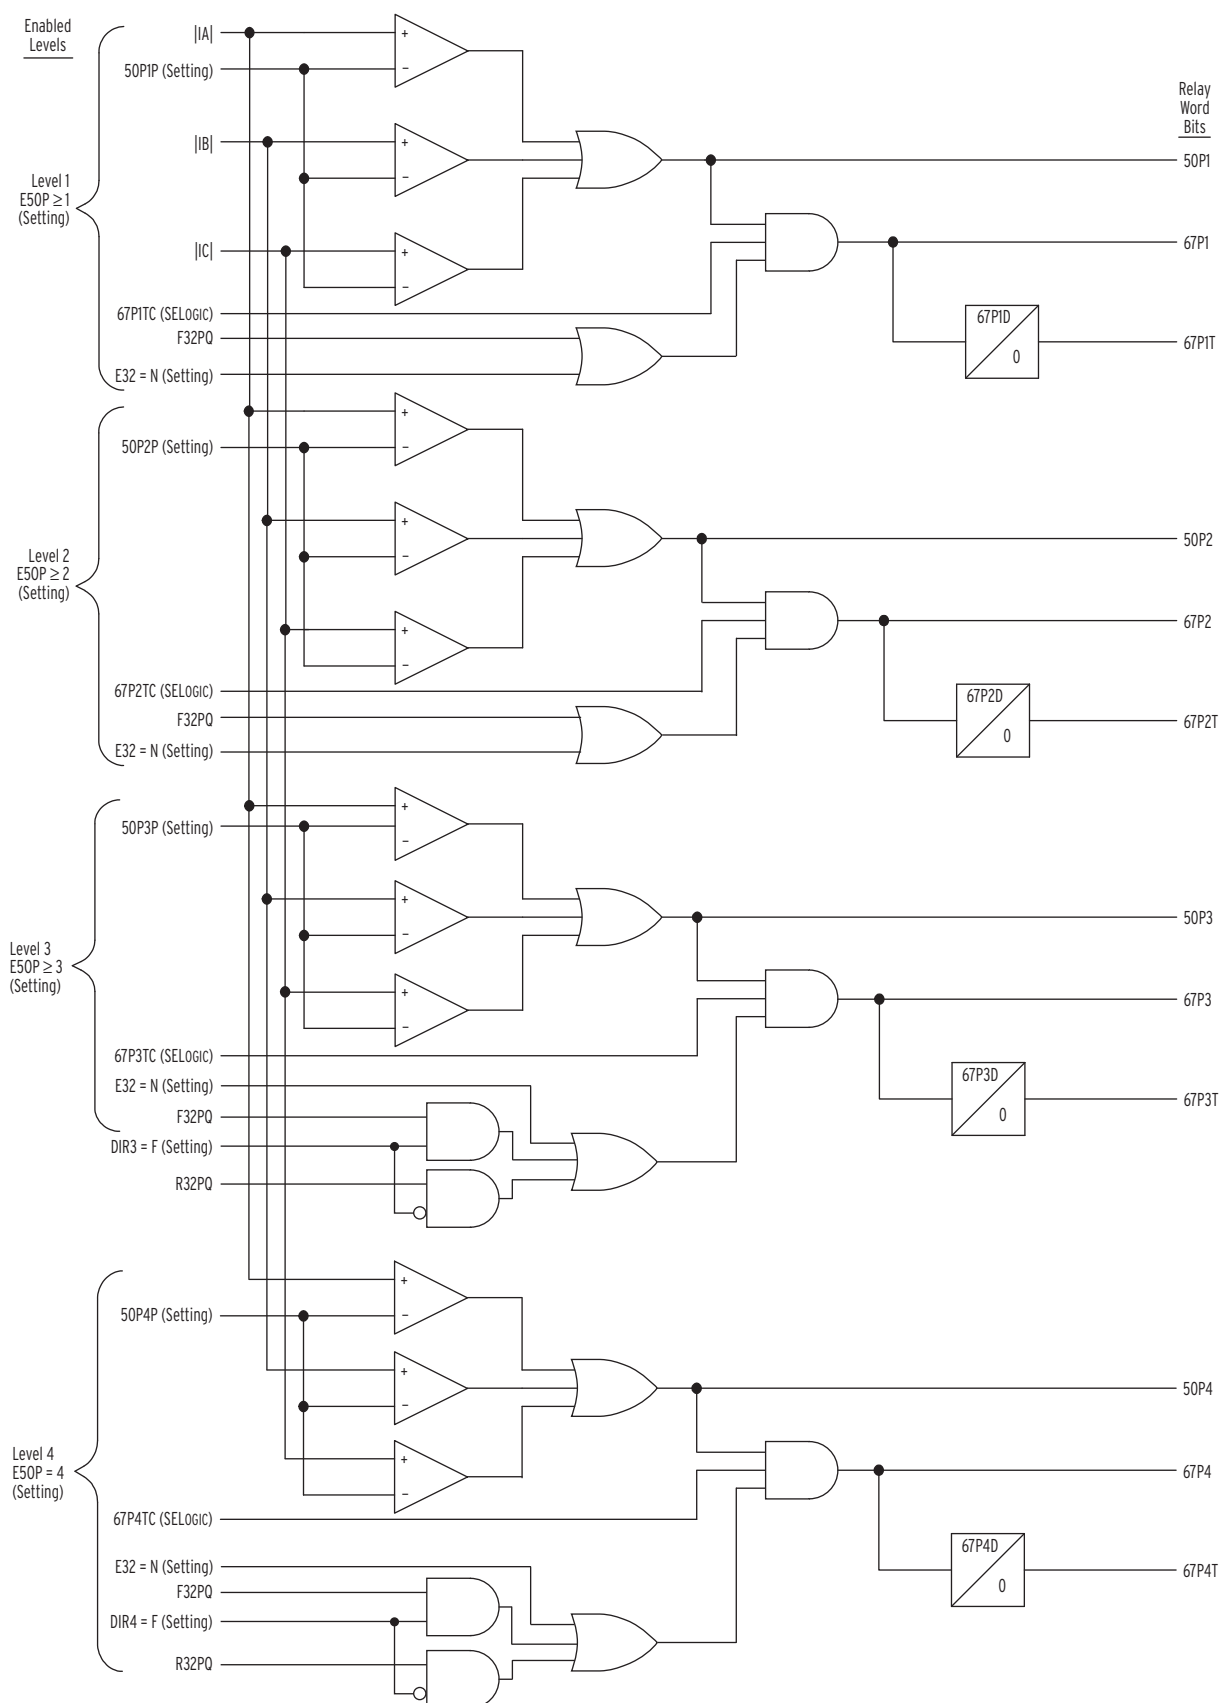 Enabled
Levels
Relay
Word
Bits
Level 1
E50P ≥ 1
(Setting)
|IA|
50P1P (Setting)
+
−
|IB|
+
−
|IC|
+
−
67P1TC (SELOGIC)
F32PQ
E32 = N (Setting)
50P1
67P1
67P1D
0
67P1T
Level 2
E50P ≥ 2
(Setting)
50P2P (Setting)
+
−
+
−
+
−
67P2TC (SELOGIC)
F32PQ
E32 = N (Setting)
50P2
67P2
67P2D
0
67P2T
Level 3
E50P ≥ 3
(Setting)
50P3P (Setting)
+
−
+
−
+
−
67P3TC (SELOGIC)
E32 = N (Setting)
F32PQ
DIR3 = F (Setting)
R32PQ
50P3
67P3
67P3D
0
67P3T
Level 4
E50P = 4
(Setting)
50P4P (Setting)
+
−
+
−
+
−
67P4TC (SELOGIC)
E32 = N (Setting)
F32PQ
DIR4 = F (Setting)
R32PQ
50P4
67P4
67P4D
0
67P4T